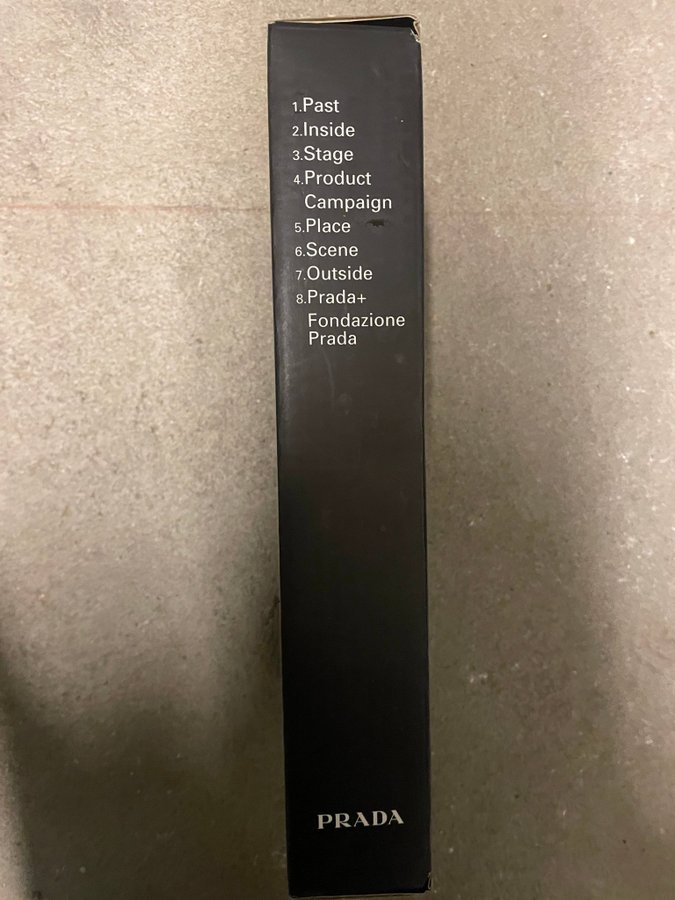 1.Past
2.Inside
3.Stage
4.Product
Campaign
5.Place
6.Scene
7.Outside
8.Prada+
Fondazione
Prada
PRADA